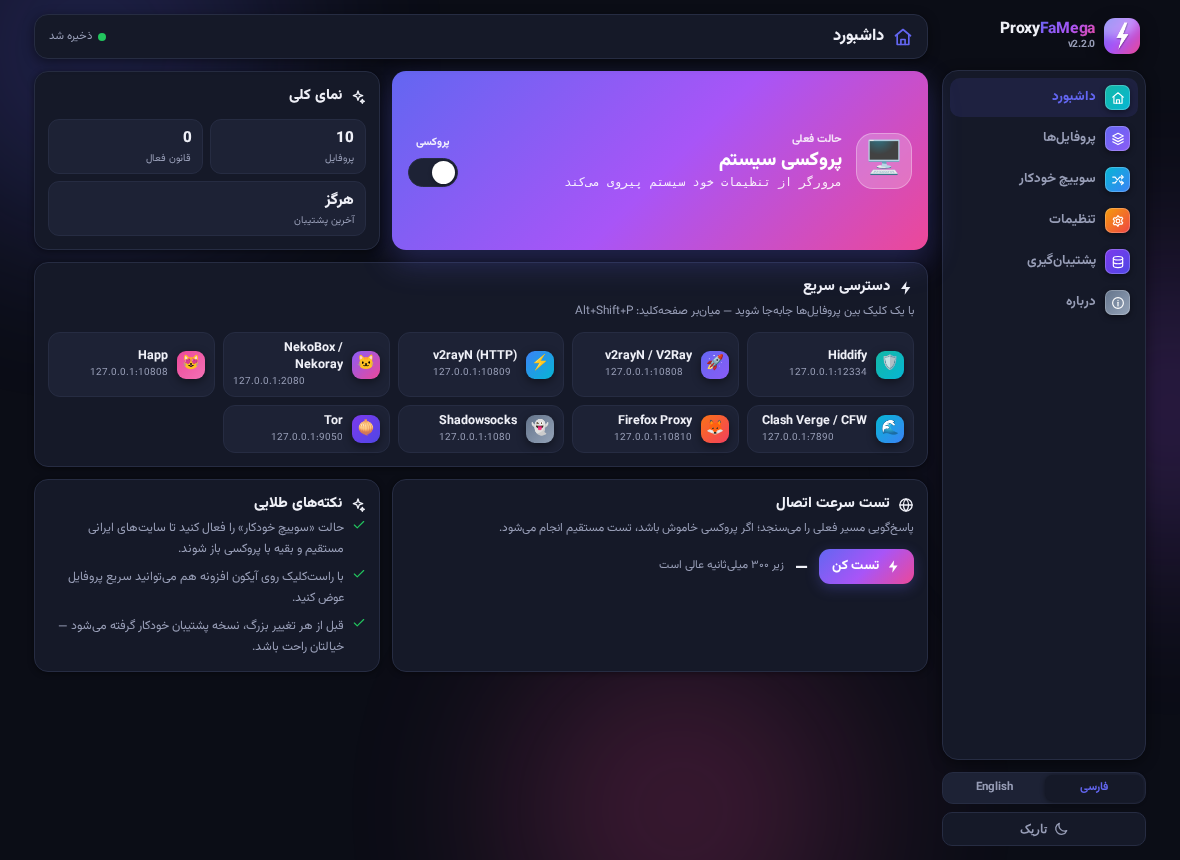 ProxyFaMega
v2.2.0
داشبورد
پروفایل‌ها
سوییچ خودکار
تنظیمات
پشتیبان‌گیری
درباره
فارسی
English
تاریک
داشبورد
ذخیره شد
حالت فعلی
پروکسی سیستم
مرورگر از تنظیمات خود سیستم پیروی می‌کند
پروکسی
نمای کلی
10
پروفایل
0
قانون فعال
هرگز
آخرین پشتیبان
دسترسی سریع
با یک کلیک بین پروفایل‌ها جابه‌جا شوید — میان‌بر صفحه‌کلید: Alt+Shift+P
Hiddify
127.0.0.1:12334
v2rayN / V2Ray
127.0.0.1:10808
v2rayN (HTTP)
127.0.0.1:10809
NekoBox /
Nekoray
127.0.0.1:2080
Happ
127.0.0.1:10808
Clash Verge / CFW
127.0.0.1:7890
Firefox Proxy
127.0.0.1:10810
Shadowsocks
127.0.0.1:1080
Tor
127.0.0.1:9050
تست سرعت اتصال
پاسخ‌گویی مسیر فعلی را می‌سنجد؛ اگر پروکسی خاموش باشد، تست مستقیم انجام می‌شود.
تست کن
—
زیر ۳۰۰ میلی‌ثانیه عالی است
نکته‌های طلایی
حالت «سوییچ خودکار» را فعال کنید تا سایت‌های ایرانی
مستقیم و بقیه با پروکسی باز شوند.
با راست‌کلیک روی آیکون افزونه هم می‌توانید سریع پروفایل
عوض کنید.
قبل از هر تغییر بزرگ، نسخه پشتیبان خودکار گرفته می‌شود —
خیالتان راحت باشد.